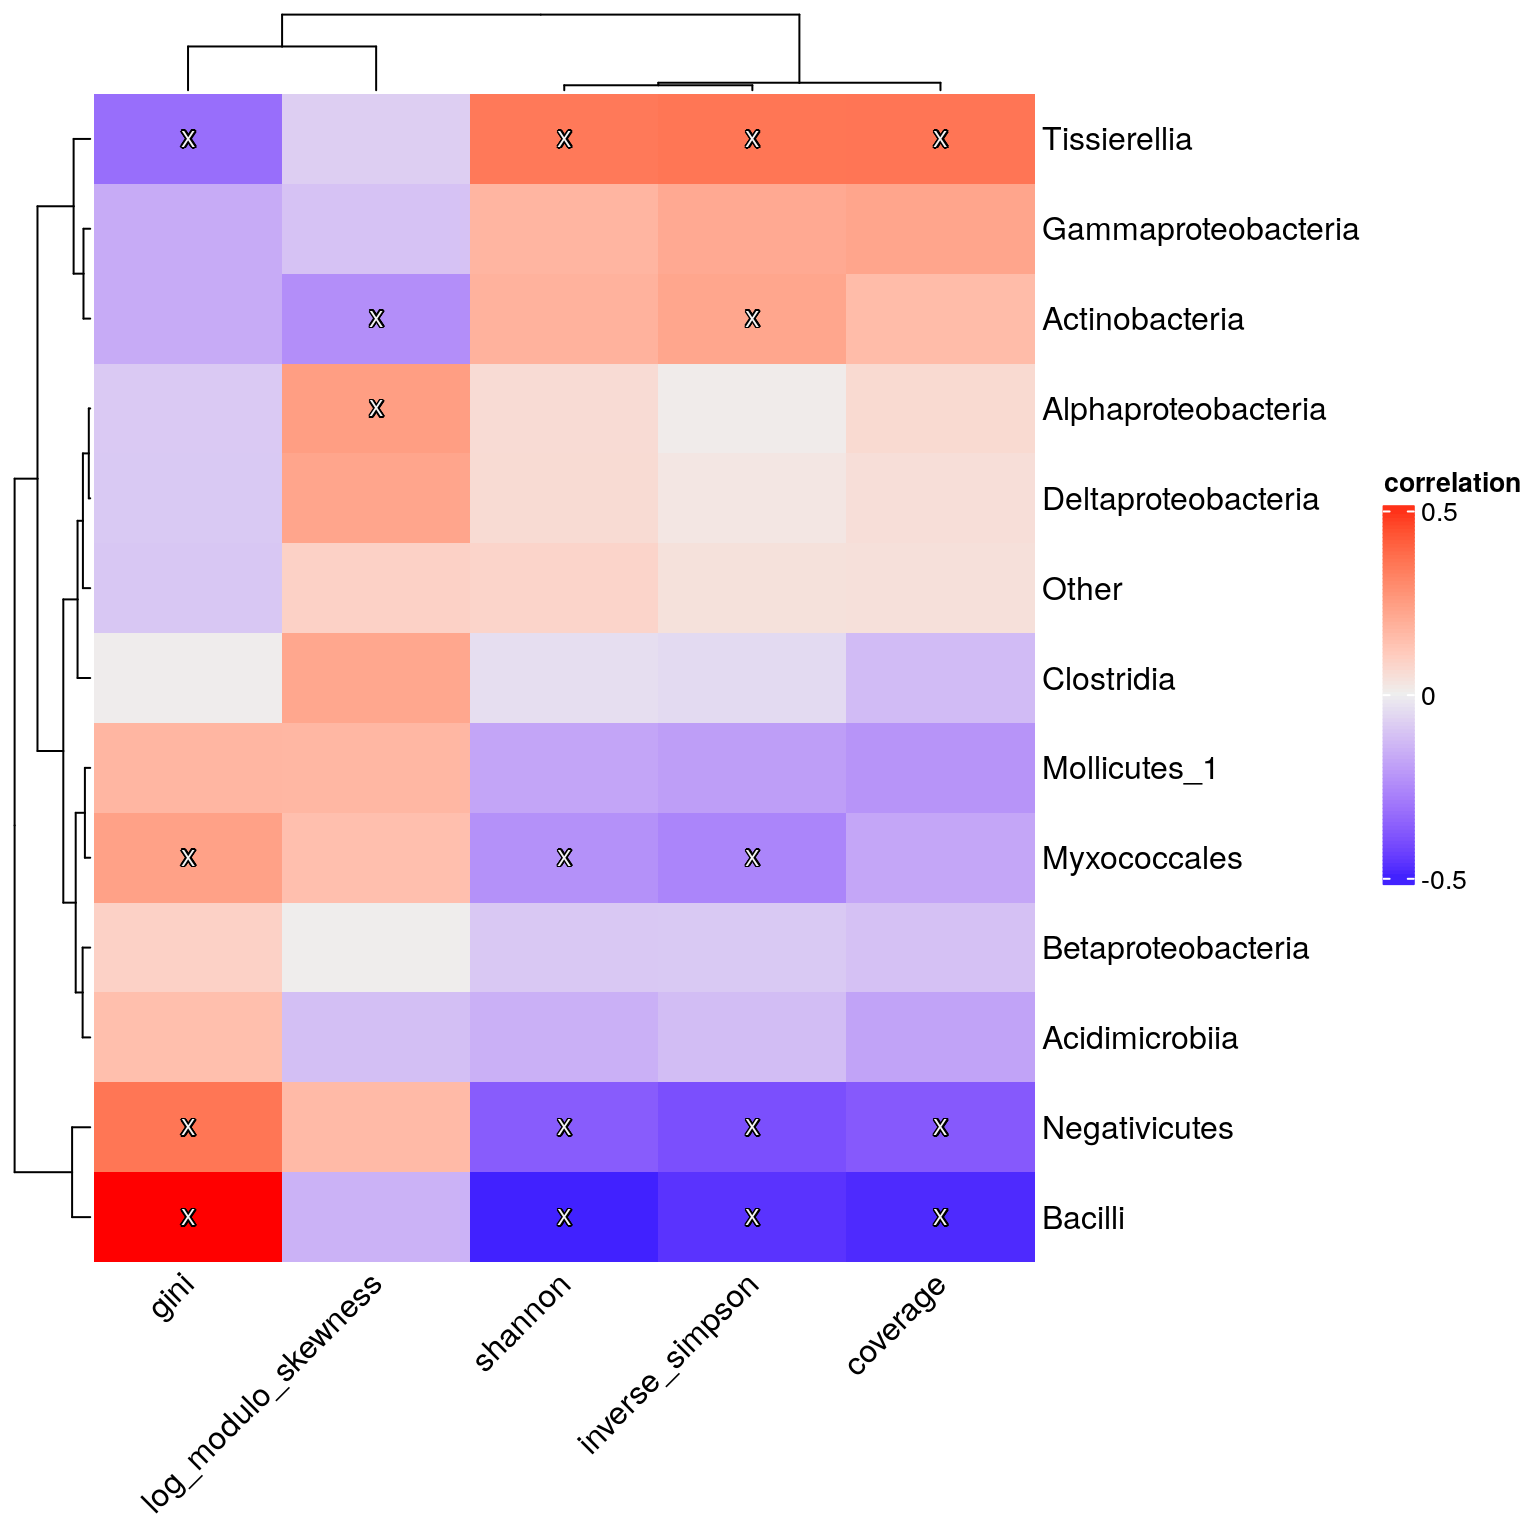 X X X X Tissierellia
Gammaproteobacteria
X X Actinobacteria
X Alphaproteobacteria
Deltaproteobacteria
Other
Clostridia
Mollicutes_1
X X X Myxococcales
Betaproteobacteria
Acidimicrobiia
X X X X Negativicutes
X X X X Bacilli
gini
log_modulo_skewness
shannon
inverse_simpson
coverage
correlation
0.5
0
-0.5